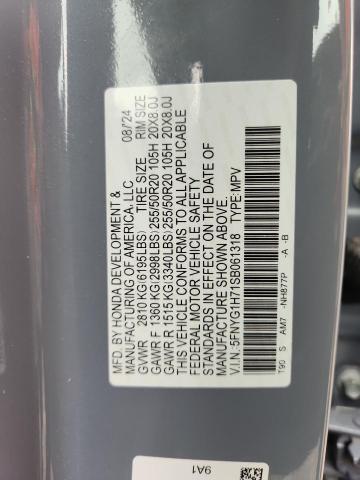 MFD. BY HONDA DEVELOPMENT & 08/24
MANUFACTURING OF AMERICA, LLC
GVWR 2810 KG(6195LBS) TIRE SIZE RIM SIZE
GAWR F 1360 KG(2998LBS) 255/50R20 105H 20X8.0J
GAWR R 1515 KG(3340LBS) 255/50R20 105H 20X8.0J
THIS VEHICLE CONFORMS TO ALL APPLICABLE
FEDERAL MOTOR VEHICLE SAFETY
STANDARDS IN EFFECT ON THE DATE OF
MANUFACTURE SHOWN ABOVE.
V.I.N.:5FNYG1H71SB061318 TYPE:MPV
T90 S AM7 -NH877P -A -B
9A1